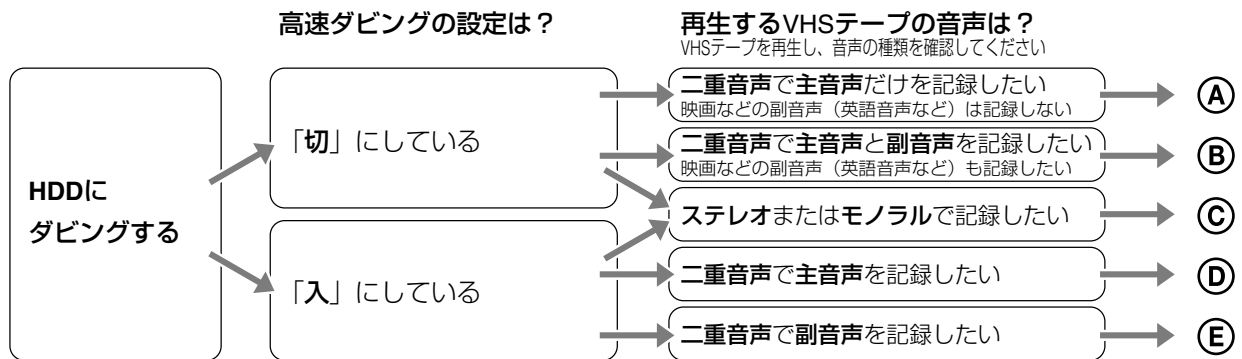 高速ダビングの設定は？
再生するVHSテープの音声は？
VHSテープを再生し、音声の種類を確認してください
HDDに
ダビングする
「切」にしている
「入」にしている
二重音声で主音声だけを記録したい
映画などの副音声（英語音声など）は記録しない
A
二重音声で主音声と副音声を記録したい
映画などの副音声（英語音声など）も記録したい
B
ステレオまたはモノラルで記録したい
C
二重音声で主音声を記録したい
D
二重音声で副音声を記録したい
E